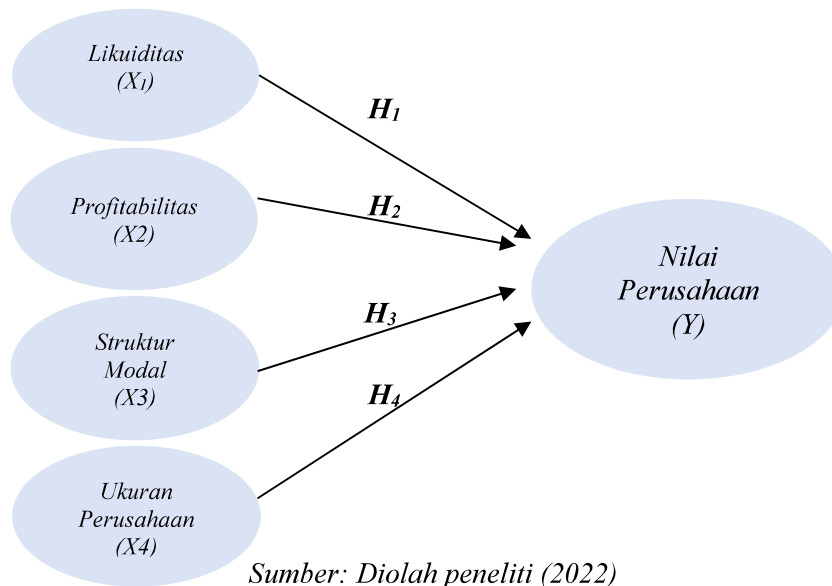 Likuiditas
(X1)
H1
Profitabilitas
(X2)
H2
Nilai
Perusahaan
(Y)
Struktur
Modal
(X3)
H3
H4
Ukuran
Perusahaan
(X4)
Sumber: Diolah peneliti (2022)